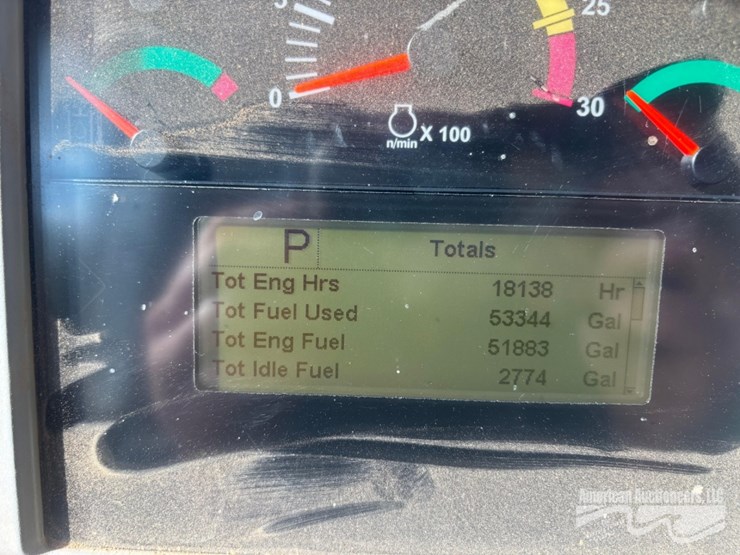 5
25
0
30
n/min X 100
P Totals
Tot Eng Hrs 18138 Hr
Tot Fuel Used 53344 Gal
Tot Eng Fuel 51883 Gal
Tot Idle Fuel 2774 Gal
American Auctioneers, LLC